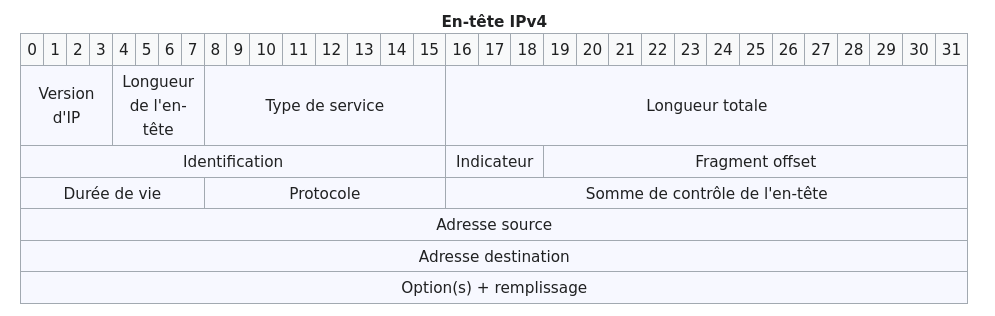 En-tête IPv4
0 1 2 3 4 5 6 7 8 9 10 11 12 13 14 15 16 17 18 19 20 21 22 23 24 25 26 27 28 29 30 31
Version
d'IP
Longueur
de l'en-
tête
Type de service
Longueur totale
Identification
Indicateur
Fragment offset
Durée de vie
Protocole
Somme de contrôle de l'en-tête
Adresse source
Adresse destination
Option(s) + remplissage